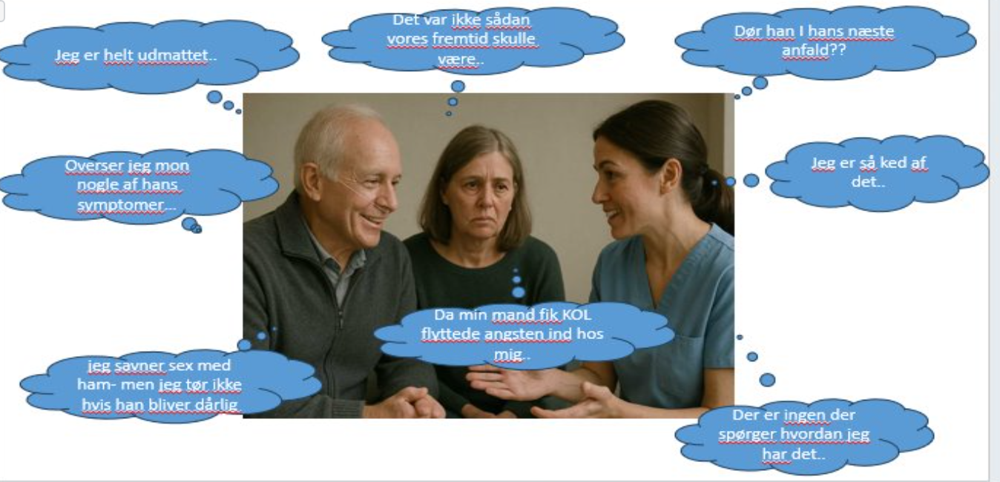 Jeg er helt udmattet..
Det var ikke sådan
vores fremtid skulle
være..
Dør han I hans næste
anfald??
Overser jeg mon
nogle af hans
symptomer...
Jeg er så ked af
det..
Da min mand fik KOL
flyttede angsten ind hos
mig..
jeg savner sex med
ham- men jeg tør ikke
hvis han bliver dårlig
Der er ingen der
spørger hvordan jeg
har det..